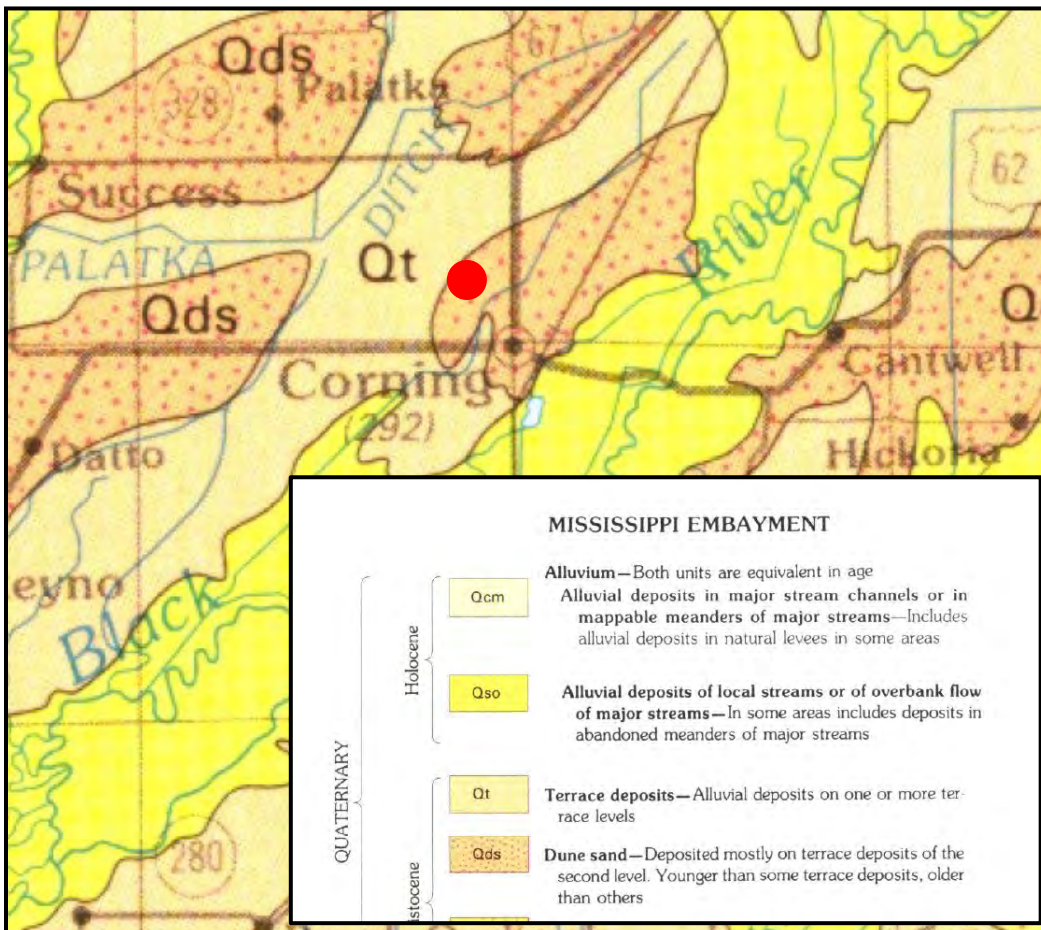 Qds
67
Palatka
328
DITCH
Success
62
River
PALATKA
Qt
Qds
Q
Corning
Cantwell
(292)
Datto
Hickoria
eyno
Black
280
MISSISSIPPI EMBAYMENT
Alluvium—Both units are equivalent in age
Qcm
Alluvial deposits in major stream channels or in
mappable meanders of major streams—Includes
alluvial deposits in natural levees in some areas
Holocene
Qso
Alluvial deposits of local streams or of overbank flow
of major streams—In some areas includes deposits in
abandoned meanders of major streams
QUATERNARY
Qt
Terrace deposits—Alluvial deposits on one or more ter-
race levels
Qds
Dune sand—Deposited mostly on terrace deposits of the
second level. Younger than some terrace deposits, older
than others
istocene